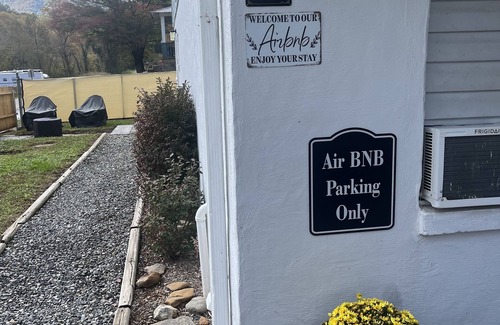 WELCOME TO OUR
Airbnb
ENJOY YOUR STAY
Air BNB
Parking
Only
FRIGIDAIRE